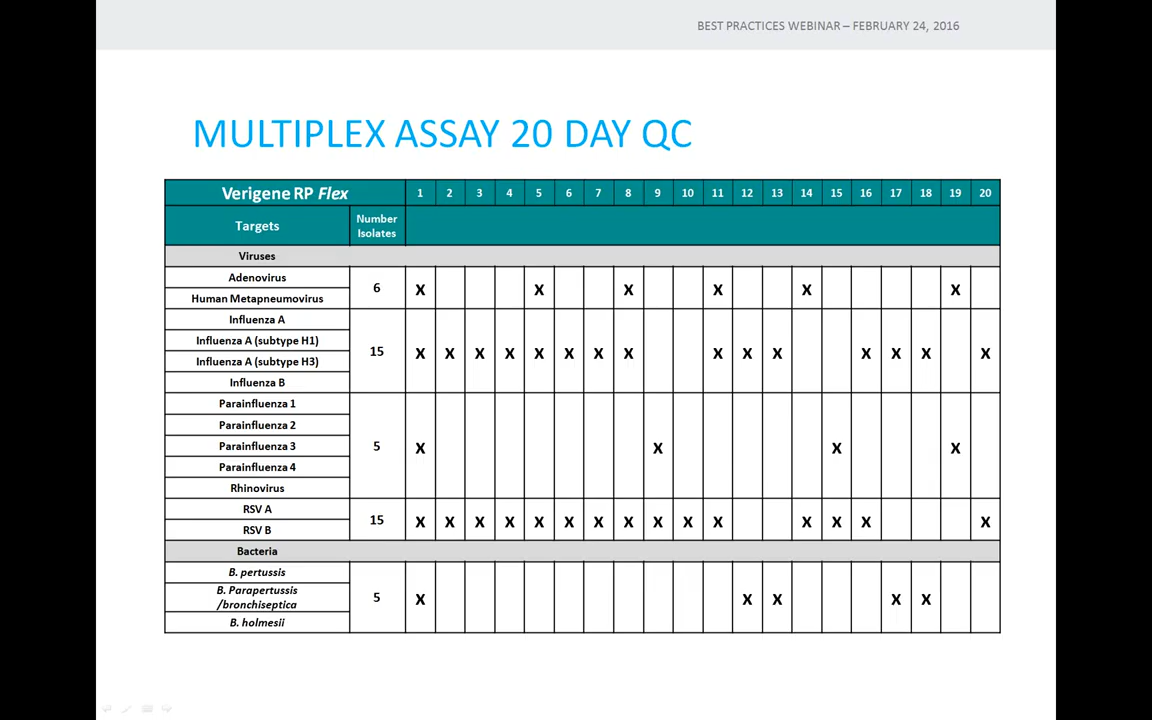 BEST PRACTICES WEBINAR – FEBRUARY 24, 2016
MULTIPLEX ASSAY 20 DAY QC
Verigene RP Flex 1 2 3 4 5 6 7 8 9 10 11 12 13 14 15 16 17 18 19 20
Targets Number Isolates
Viruses
Adenovirus
Human Metapneumovirus
6 X X X X X X
Influenza A
Influenza A (subtype H1)
Influenza A (subtype H3)
Influenza B
15 X X X X X X X X X X X X X X X
Parainfluenza 1
Parainfluenza 2
Parainfluenza 3
Parainfluenza 4
Rhinovirus
5 X X X X
RSV A
RSV B
15 X X X X X X X X X X X X X X X
Bacteria
B. pertussis
B. Parapertussis
/bronchiseptica
B. holmesii
5 X X X X X